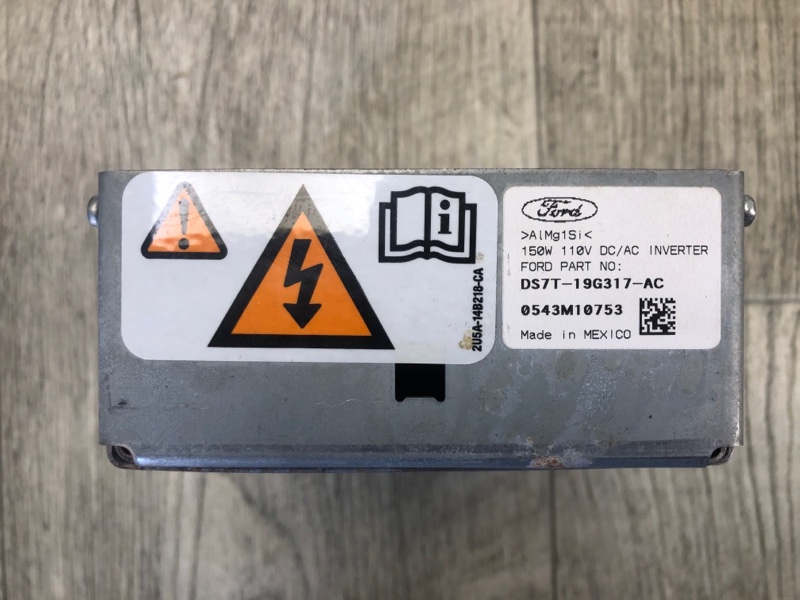 2U5A-14B218-CA
Ford
>AlMg1Si<
150W 110V DC/AC INVERTER
FORD PART NO:
DS7T-19G317-AC
0543M10753
Made in MEXICO